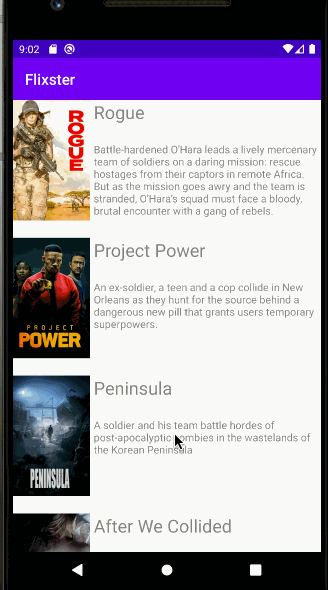 9:02
Flixster
ROGUE
Rogue
Battle-hardened O'Hara leads a lively mercenary
team of soldiers on a daring mission: rescue
hostages from their captors in remote Africa.
But as the mission goes awry and the team is
stranded, O'Hara's squad must face a bloody,
brutal encounter with a gang of rebels.
PROJECT
POWER
Project Power
An ex-soldier, a teen and a cop collide in New
Orleans as they hunt for the source behind a
dangerous new pill that grants users temporary
superpowers.
PENINSULA
Peninsula
A soldier and his team battle hordes of
post-apocalyptic zombies in the wastelands of
the Korean Peninsula
After We Collided